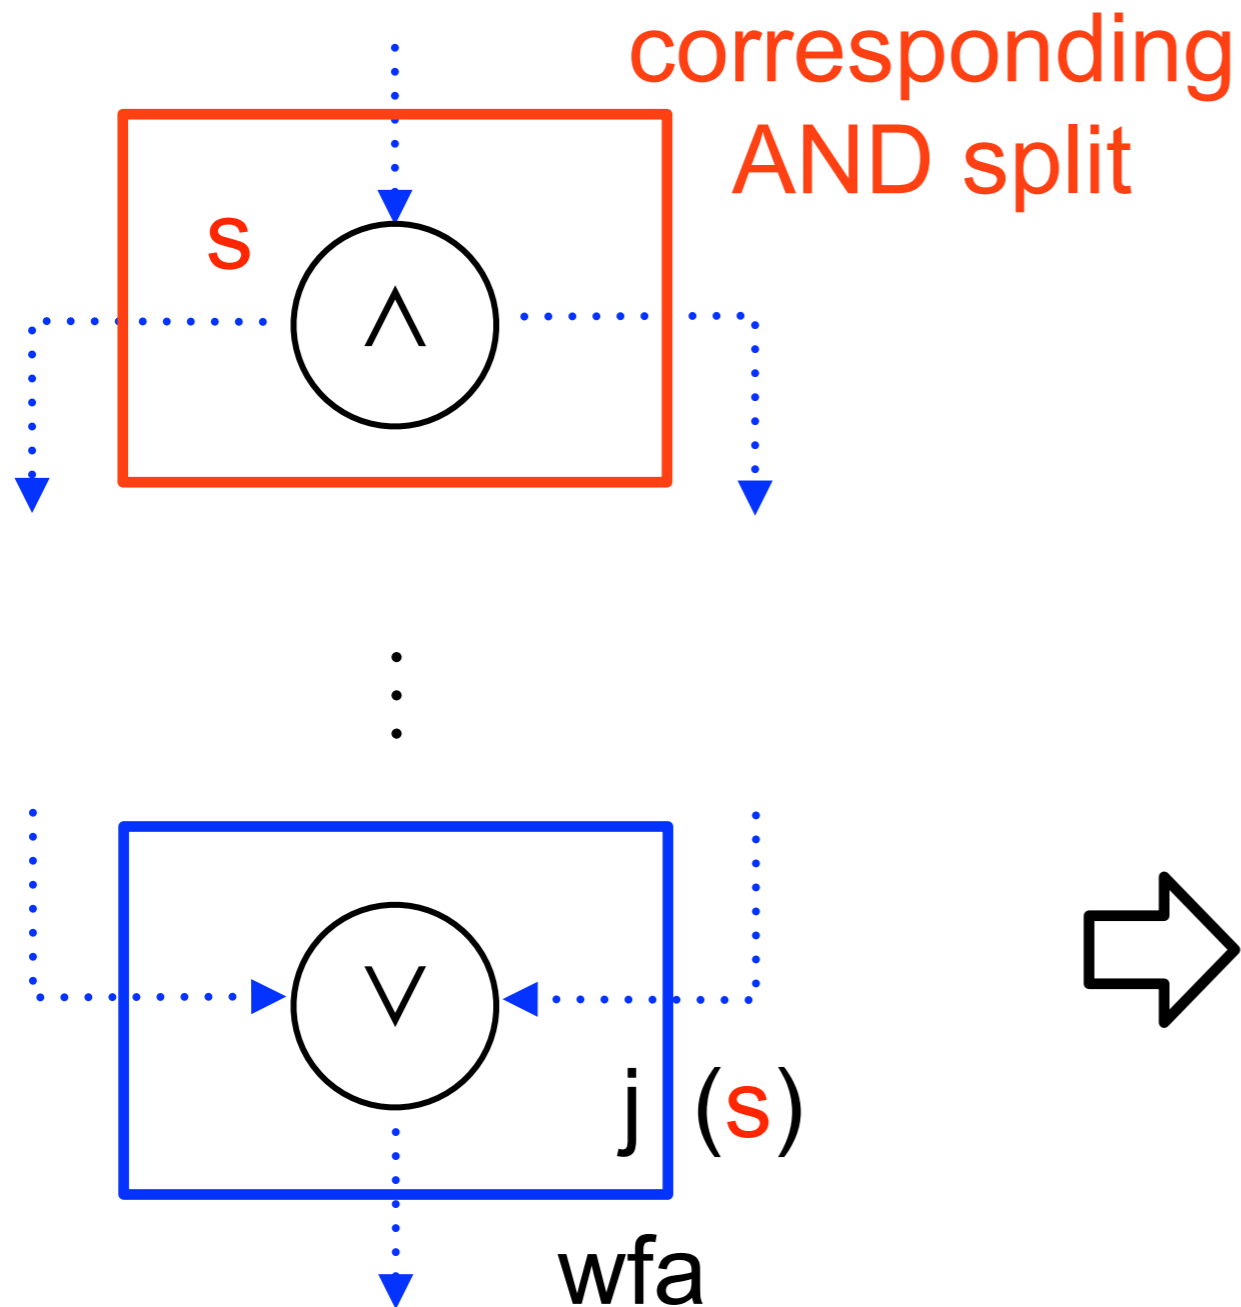 corresponding
AND split
s
∧
∨
j (s)
wfa